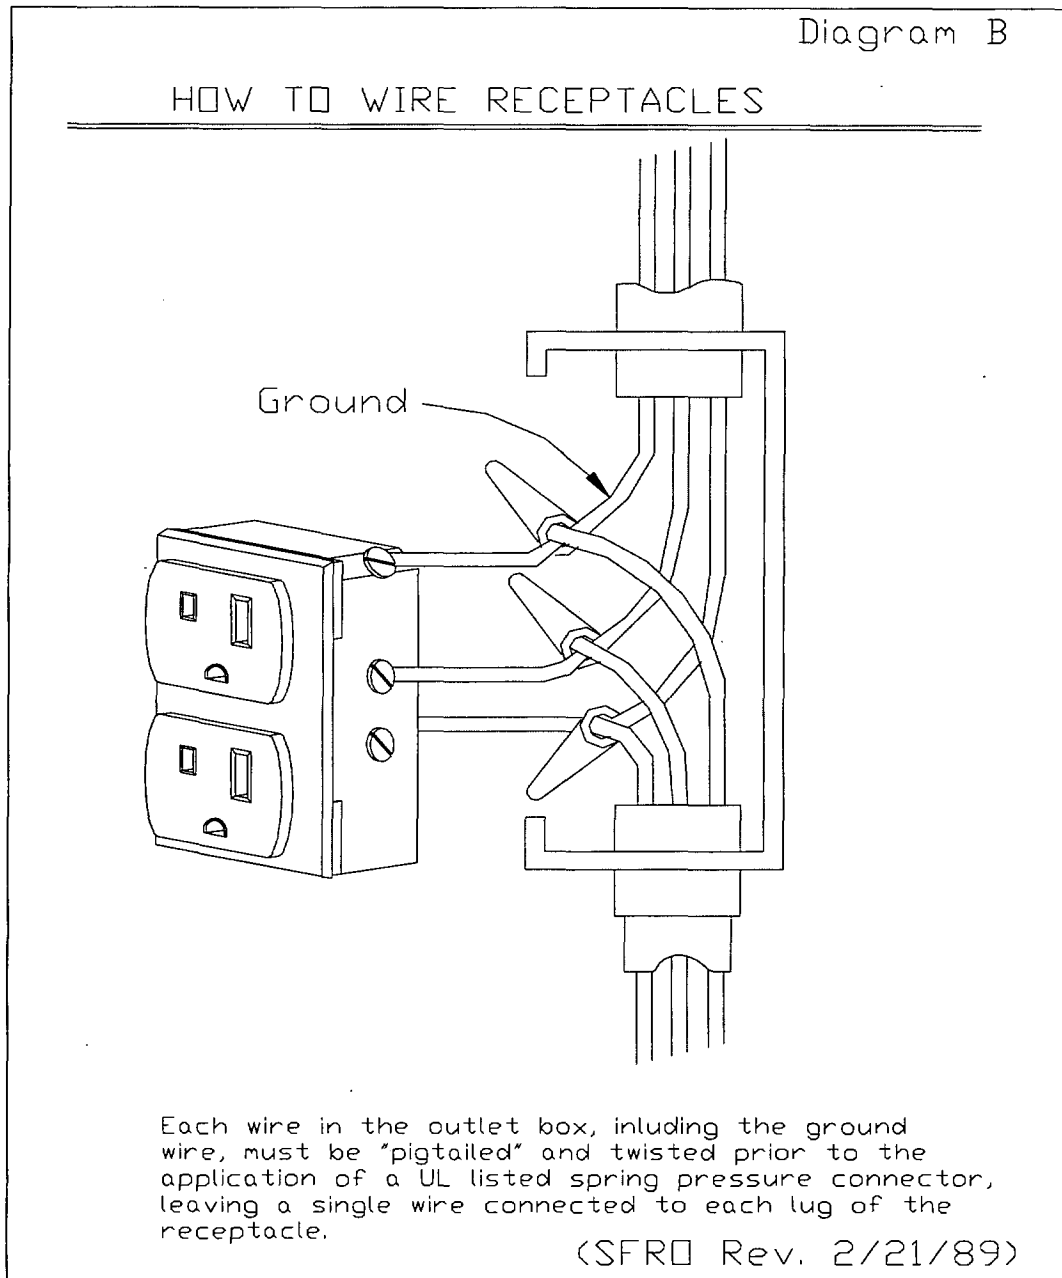 Diagram B
HOW TO WIRE RECEPTACLES
Ground
Each wire in the outlet box, inluding the ground
wire, must be "pigtailed" and twisted prior to the
application of a UL listed spring pressure connector,
leaving a single wire connected to each lug of the
receptacle.
(SFRO Rev. 2/21/89)